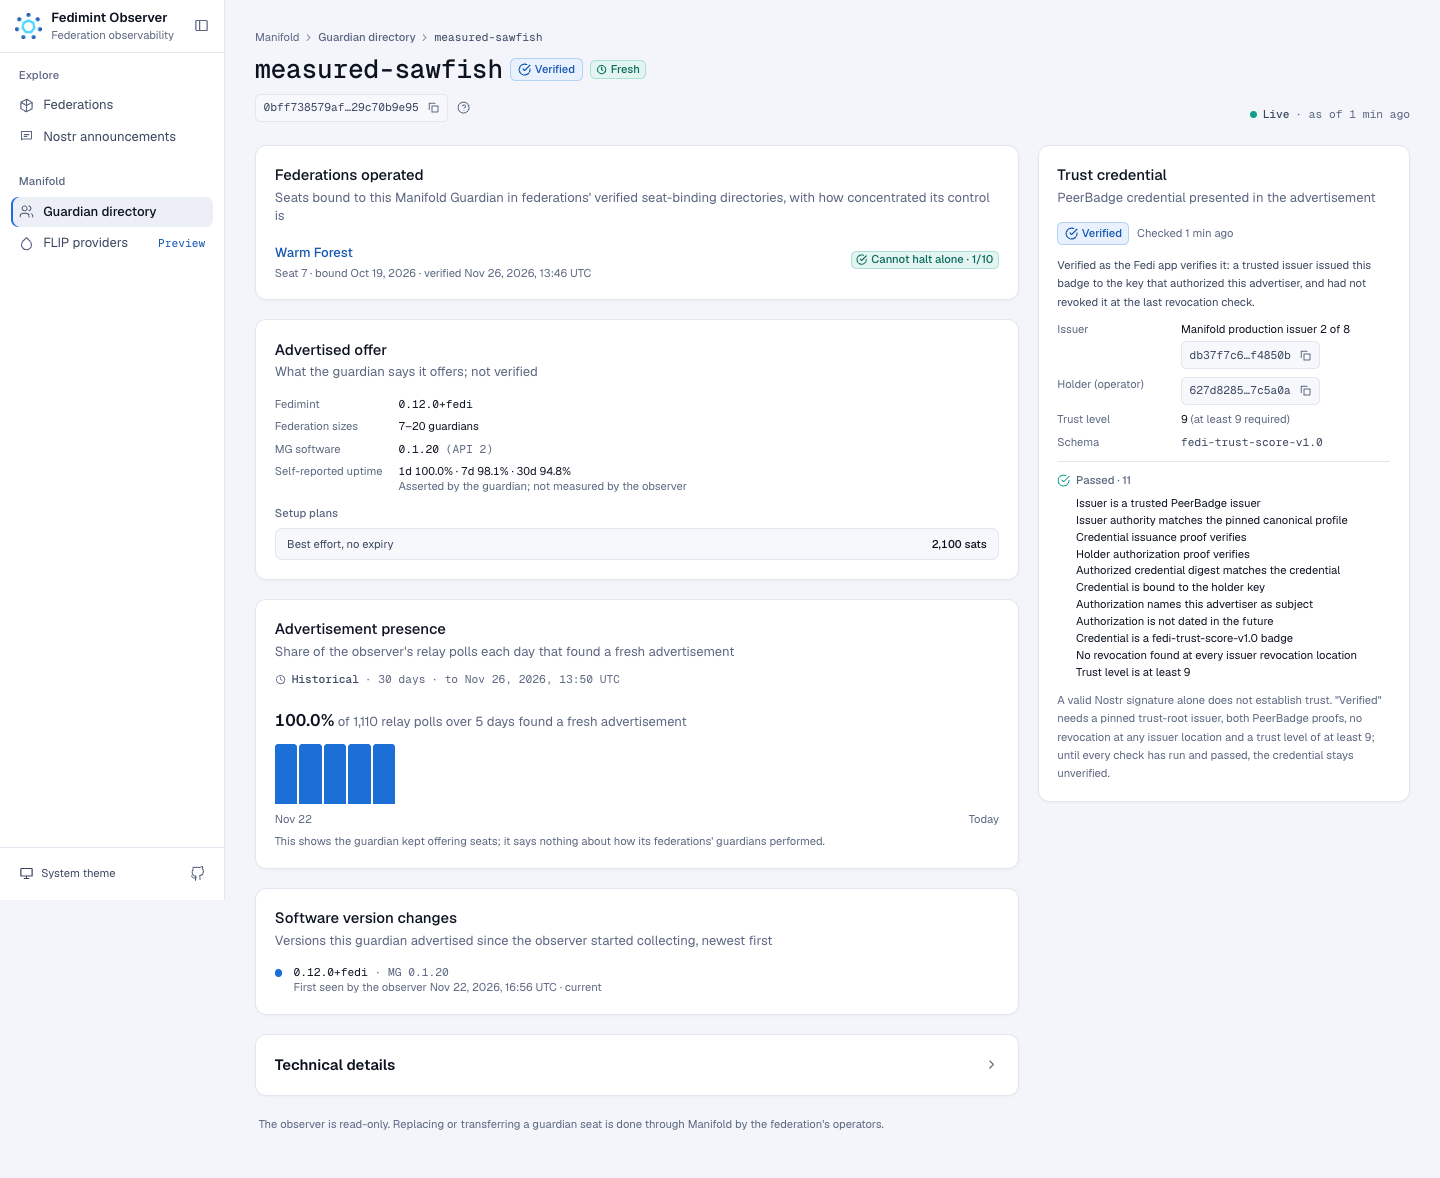 Fedimint Observer
Federation observability
Explore
Federations
Nostr announcements
Manifold
Guardian directory
FLIP providers Preview
System theme
Manifold > Guardian directory > measured-sawfish
measured-sawfish Verified Fresh
0bff738579af…29c70b9e95
Live · as of 1 min ago
Federations operated
Seats bound to this Manifold Guardian in federations' verified seat-binding directories, with how concentrated its control
is
Warm Forest
Seat 7 · bound Oct 19, 2026 · verified Nov 26, 2026, 13:46 UTC
Cannot halt alone · 1/10
Advertised offer
What the guardian says it offers; not verified
Fedimint 0.12.0+fedi
Federation sizes 7–20 guardians
MG software 0.1.20 (API 2)
Self-reported uptime 1d 100.0% · 7d 98.1% · 30d 94.8%
Asserted by the guardian; not measured by the observer
Setup plans
Best effort, no expiry 2,100 sats
Advertisement presence
Share of the observer's relay polls each day that found a fresh advertisement
Historical · 30 days · to Nov 26, 2026, 13:50 UTC
100.0% of 1,110 relay polls over 5 days found a fresh advertisement
Nov 22 Today
This shows the guardian kept offering seats; it says nothing about how its federations' guardians performed.
Software version changes
Versions this guardian advertised since the observer started collecting, newest first
0.12.0+fedi · MG 0.1.20
First seen by the observer Nov 22, 2026, 16:56 UTC · current
Technical details
The observer is read-only. Replacing or transferring a guardian seat is done through Manifold by the federation's operators.
Trust credential
PeerBadge credential presented in the advertisement
Verified Checked 1 min ago
Verified as the Fedi app verifies it: a trusted issuer issued this
badge to the key that authorized this advertiser, and had not
revoked it at the last revocation check.
Issuer Manifold production issuer 2 of 8
db37f7c6…f4850b
Holder (operator) 627d8285…7c5a0a
Trust level 9 (at least 9 required)
Schema fedi-trust-score-v1.0
Passed · 11
Issuer is a trusted PeerBadge issuer
Issuer authority matches the pinned canonical profile
Credential issuance proof verifies
Holder authorization proof verifies
Authorized credential digest matches the credential
Credential is bound to the holder key
Authorization names this advertiser as subject
Authorization is not dated in the future
Credential is a fedi-trust-score-v1.0 badge
No revocation found at every issuer revocation location
Trust level is at least 9
A valid Nostr signature alone does not establish trust. "Verified"
needs a pinned trust-root issuer, both PeerBadge proofs, no
revocation at any issuer location and a trust level of at least 9;
until every check has run and passed, the credential stays
unverified.